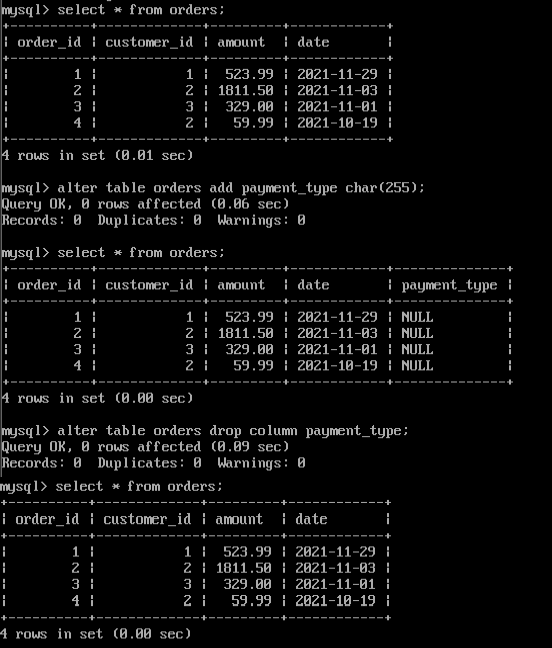 mysql> select * from orders;
+----------+-------------+---------+------------+
| order_id | customer_id | amount  | date       |
+----------+-------------+---------+------------+
|        1 |           1 |  523.99 | 2021-11-29 |
|        2 |           2 | 1811.50 | 2021-11-03 |
|        3 |           3 |  329.00 | 2021-11-01 |
|        4 |           2 |   59.99 | 2021-10-19 |
+----------+-------------+---------+------------+
4 rows in set (0.01 sec)
mysql> alter table orders add payment_type char(255);
Query OK, 0 rows affected (0.06 sec)
Records: 0  Duplicates: 0  Warnings: 0
mysql> select * from orders;
+----------+-------------+---------+------------+--------------+
| order_id | customer_id | amount  | date       | payment_type |
+----------+-------------+---------+------------+--------------+
|        1 |           1 |  523.99 | 2021-11-29 | NULL         |
|        2 |           2 | 1811.50 | 2021-11-03 | NULL         |
|        3 |           3 |  329.00 | 2021-11-01 | NULL         |
|        4 |           2 |   59.99 | 2021-10-19 | NULL         |
+----------+-------------+---------+------------+--------------+
4 rows in set (0.00 sec)
mysql> alter table orders drop column payment_type;
Query OK, 0 rows affected (0.09 sec)
Records: 0  Duplicates: 0  Warnings: 0
mysql> select * from orders;
+----------+-------------+---------+------------+
| order_id | customer_id | amount  | date       |
+----------+-------------+---------+------------+
|        1 |           1 |  523.99 | 2021-11-29 |
|        2 |           2 | 1811.50 | 2021-11-03 |
|        3 |           3 |  329.00 | 2021-11-01 |
|        4 |           2 |   59.99 | 2021-10-19 |
+----------+-------------+---------+------------+
4 rows in set (0.00 sec)